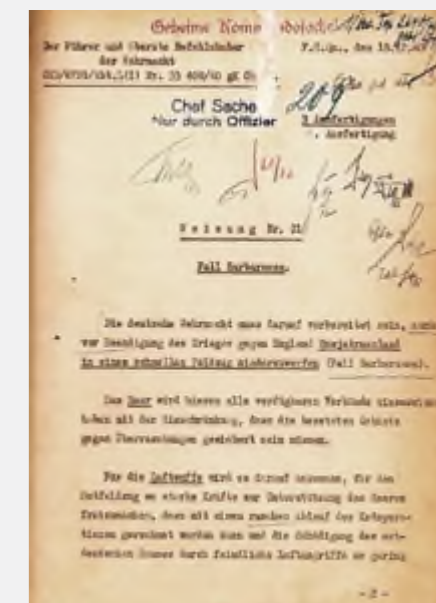 Geheime Kommandosache
Der Führer und Oberste Befehlshaber
der Wehrmacht
F.H.Qu., den 18.12.40
Chef Sache
Nur durch Offizier
9 Ausfertigungen
. Ausfertigung
Weisung Nr. 21
Fall Barbarossa.
Die deutsche Wehrmacht muss darauf vorbereitet sein, auch
vor Beendigung des Krieges gegen England Sowjetrussland
in einem schnellen Feldzug niederzuwerfen (Fall Barbarossa).
Das Heer wird hierzu alle verfügbaren Verbände einzusetzen
haben mit der Einschränkung, dass die besetzten Gebiete
gegen Überraschungen gesichert sein müssen.
Für die Luftwaffe wird es darauf ankommen, für den
Ostfeldzug so starke Kräfte zur Unterstützung des Heeres
freizumachen, dass mit einem raschen Ablauf der Erdopera-
tionen gerechnet werden kann und die Schädigung des ost-
deutschen Raumes durch feindliche Luftangriffe so gering
- 2 -